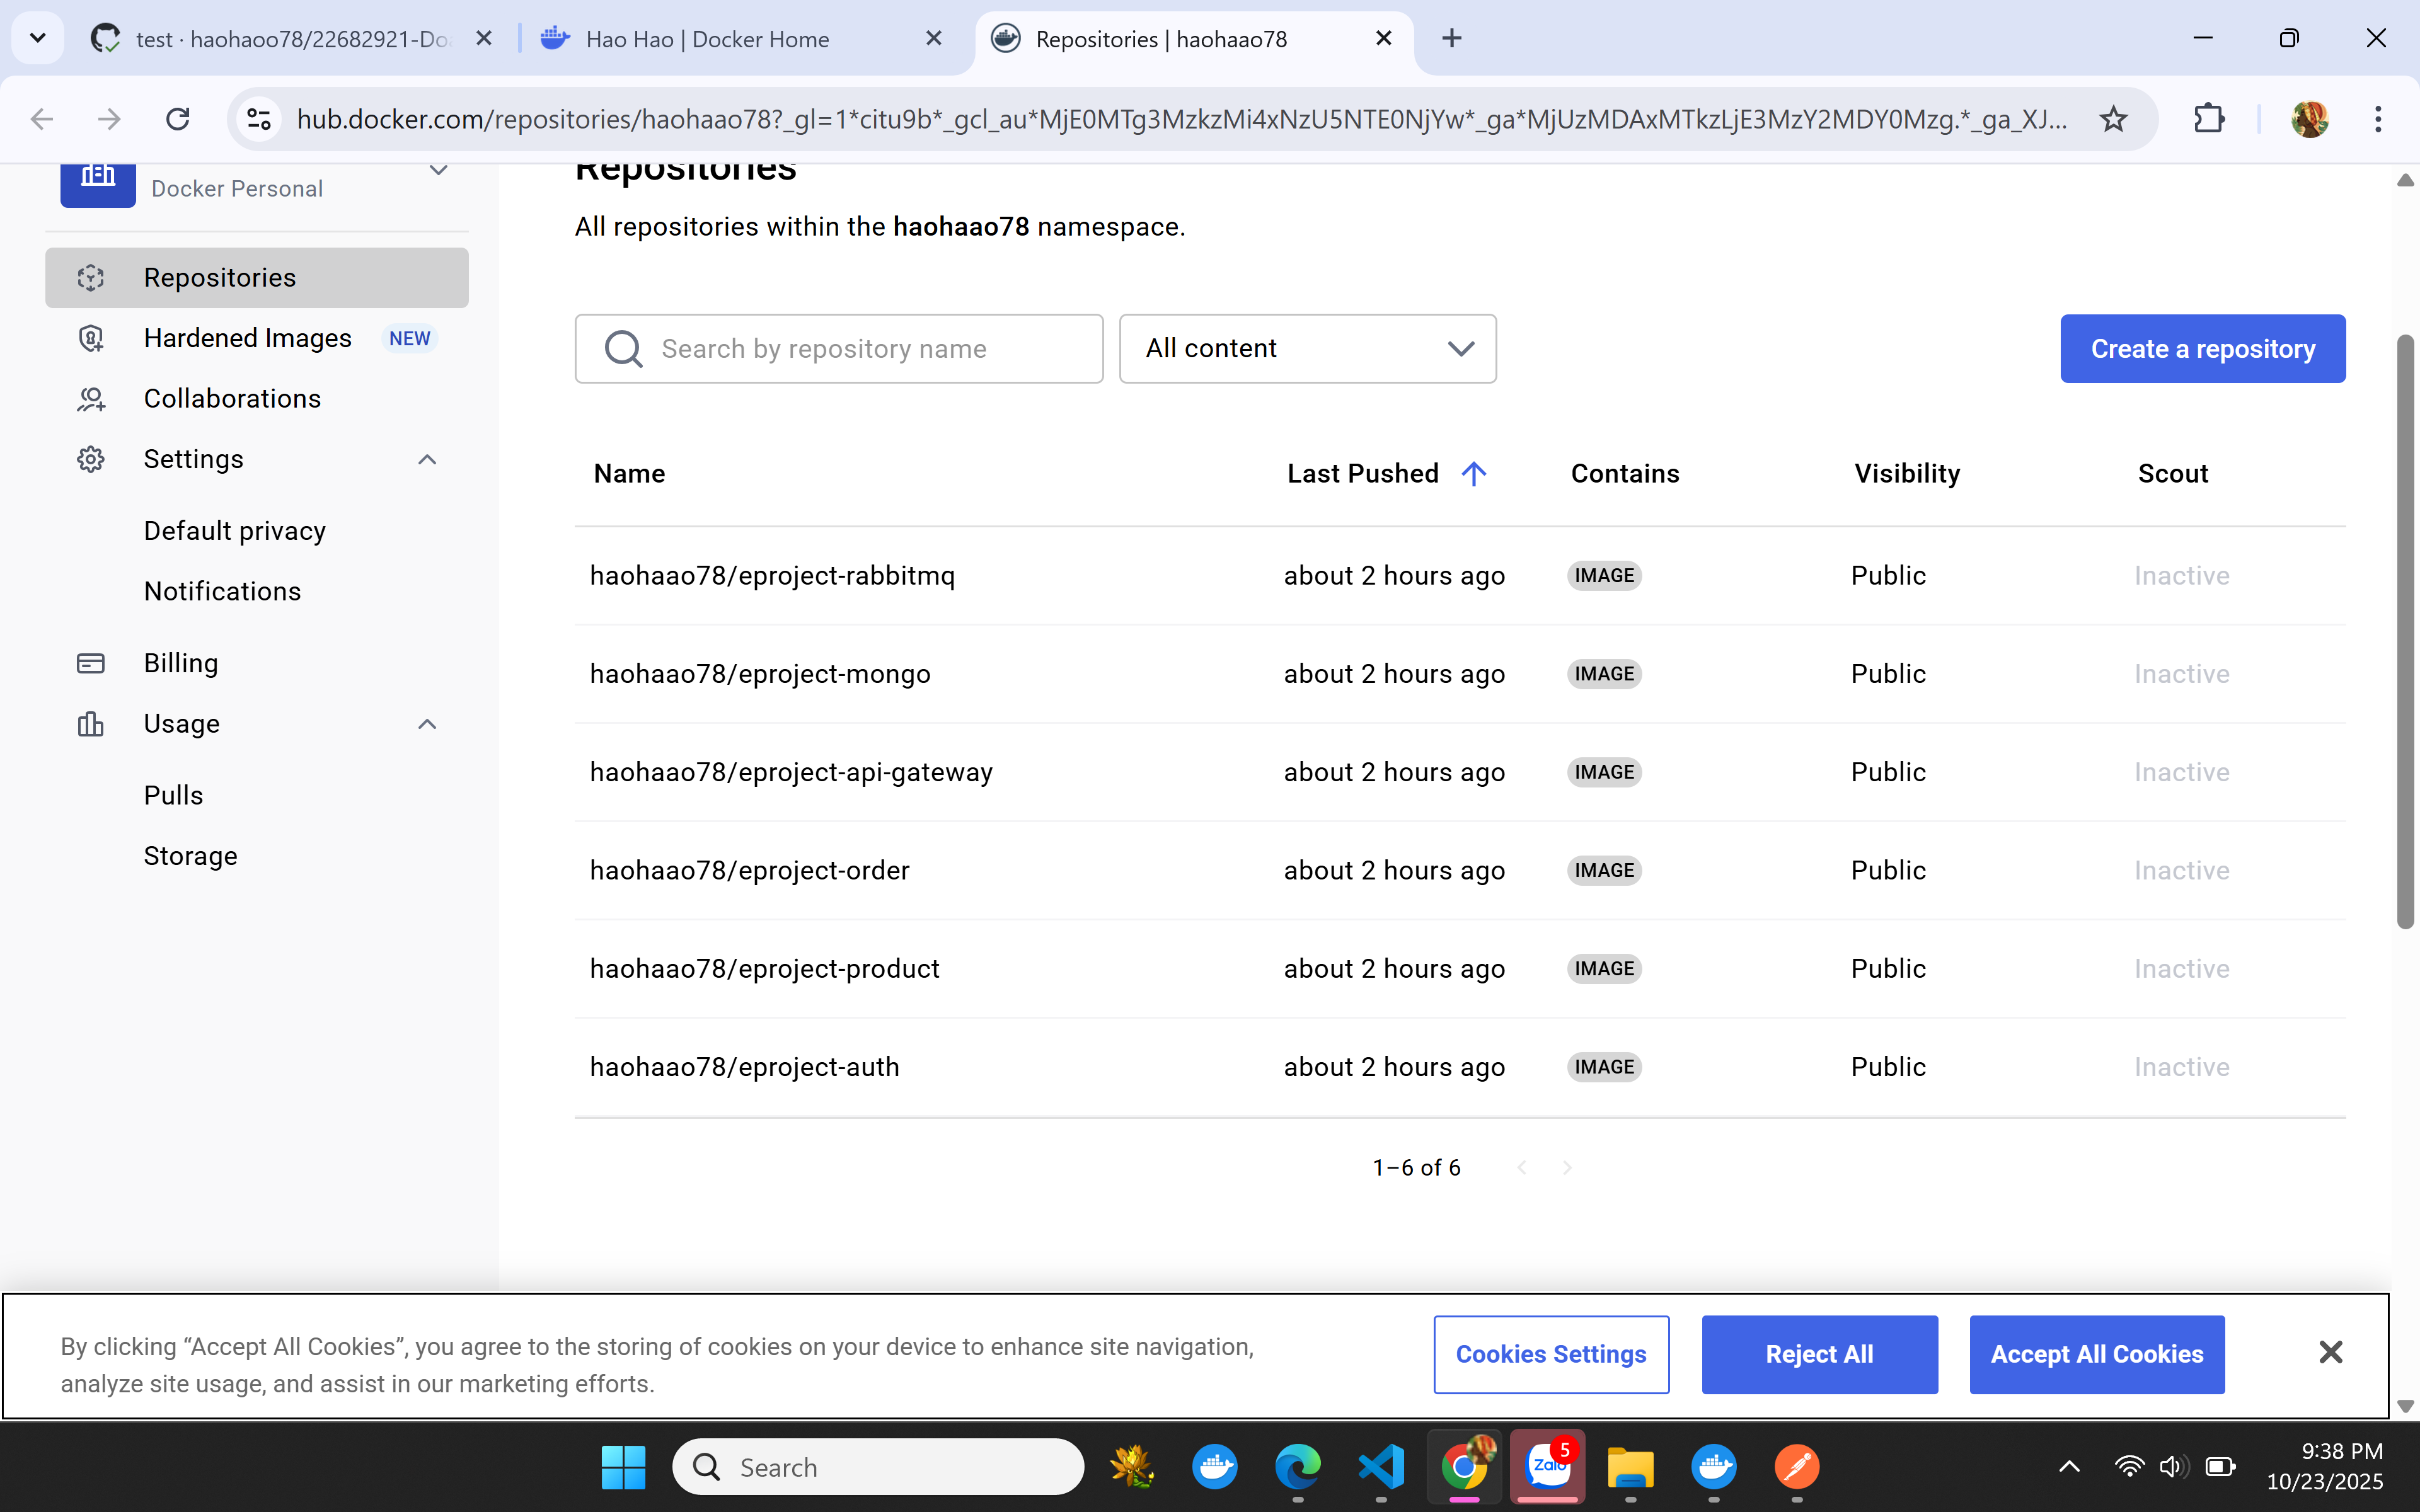 test · haohaoo78/22682921-Do
Hao Hao | Docker Home
Repositories | haohaao78
hub.docker.com/repositories/haohaao78?_gl=1*citu9b*_gcl_au*MjE0MTg3MzkzMi4xNzU5NTE0NjYw*_ga*MjUzMDAxMTkzLjE3MzY2MDY0Mzg.*_ga_XJ...
Docker Personal
Repositories
Hardened Images NEW
Collaborations
Settings
Default privacy
Notifications
Billing
Usage
Pulls
Storage
Repositories
All repositories within the haohaao78 namespace.
Search by repository name
All content
Create a repository
Name Last Pushed Contains Visibility Scout
haohaao78/eproject-rabbitmq about 2 hours ago IMAGE Public Inactive
haohaao78/eproject-mongo about 2 hours ago IMAGE Public Inactive
haohaao78/eproject-api-gateway about 2 hours ago IMAGE Public Inactive
haohaao78/eproject-order about 2 hours ago IMAGE Public Inactive
haohaao78/eproject-product about 2 hours ago IMAGE Public Inactive
haohaao78/eproject-auth about 2 hours ago IMAGE Public Inactive
1–6 of 6
By clicking “Accept All Cookies”, you agree to the storing of cookies on your device to enhance site navigation,
analyze site usage, and assist in our marketing efforts.
Cookies Settings
Reject All
Accept All Cookies
Search
Zalo
5
9:38 PM
10/23/2025